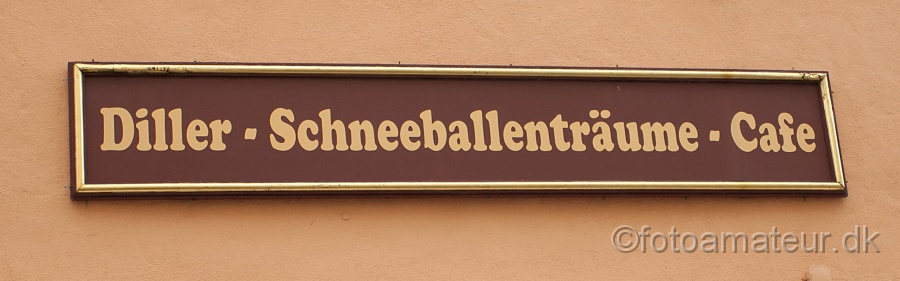 Diller - Schneeballenträume - Cafe
©fotoamateur.dk